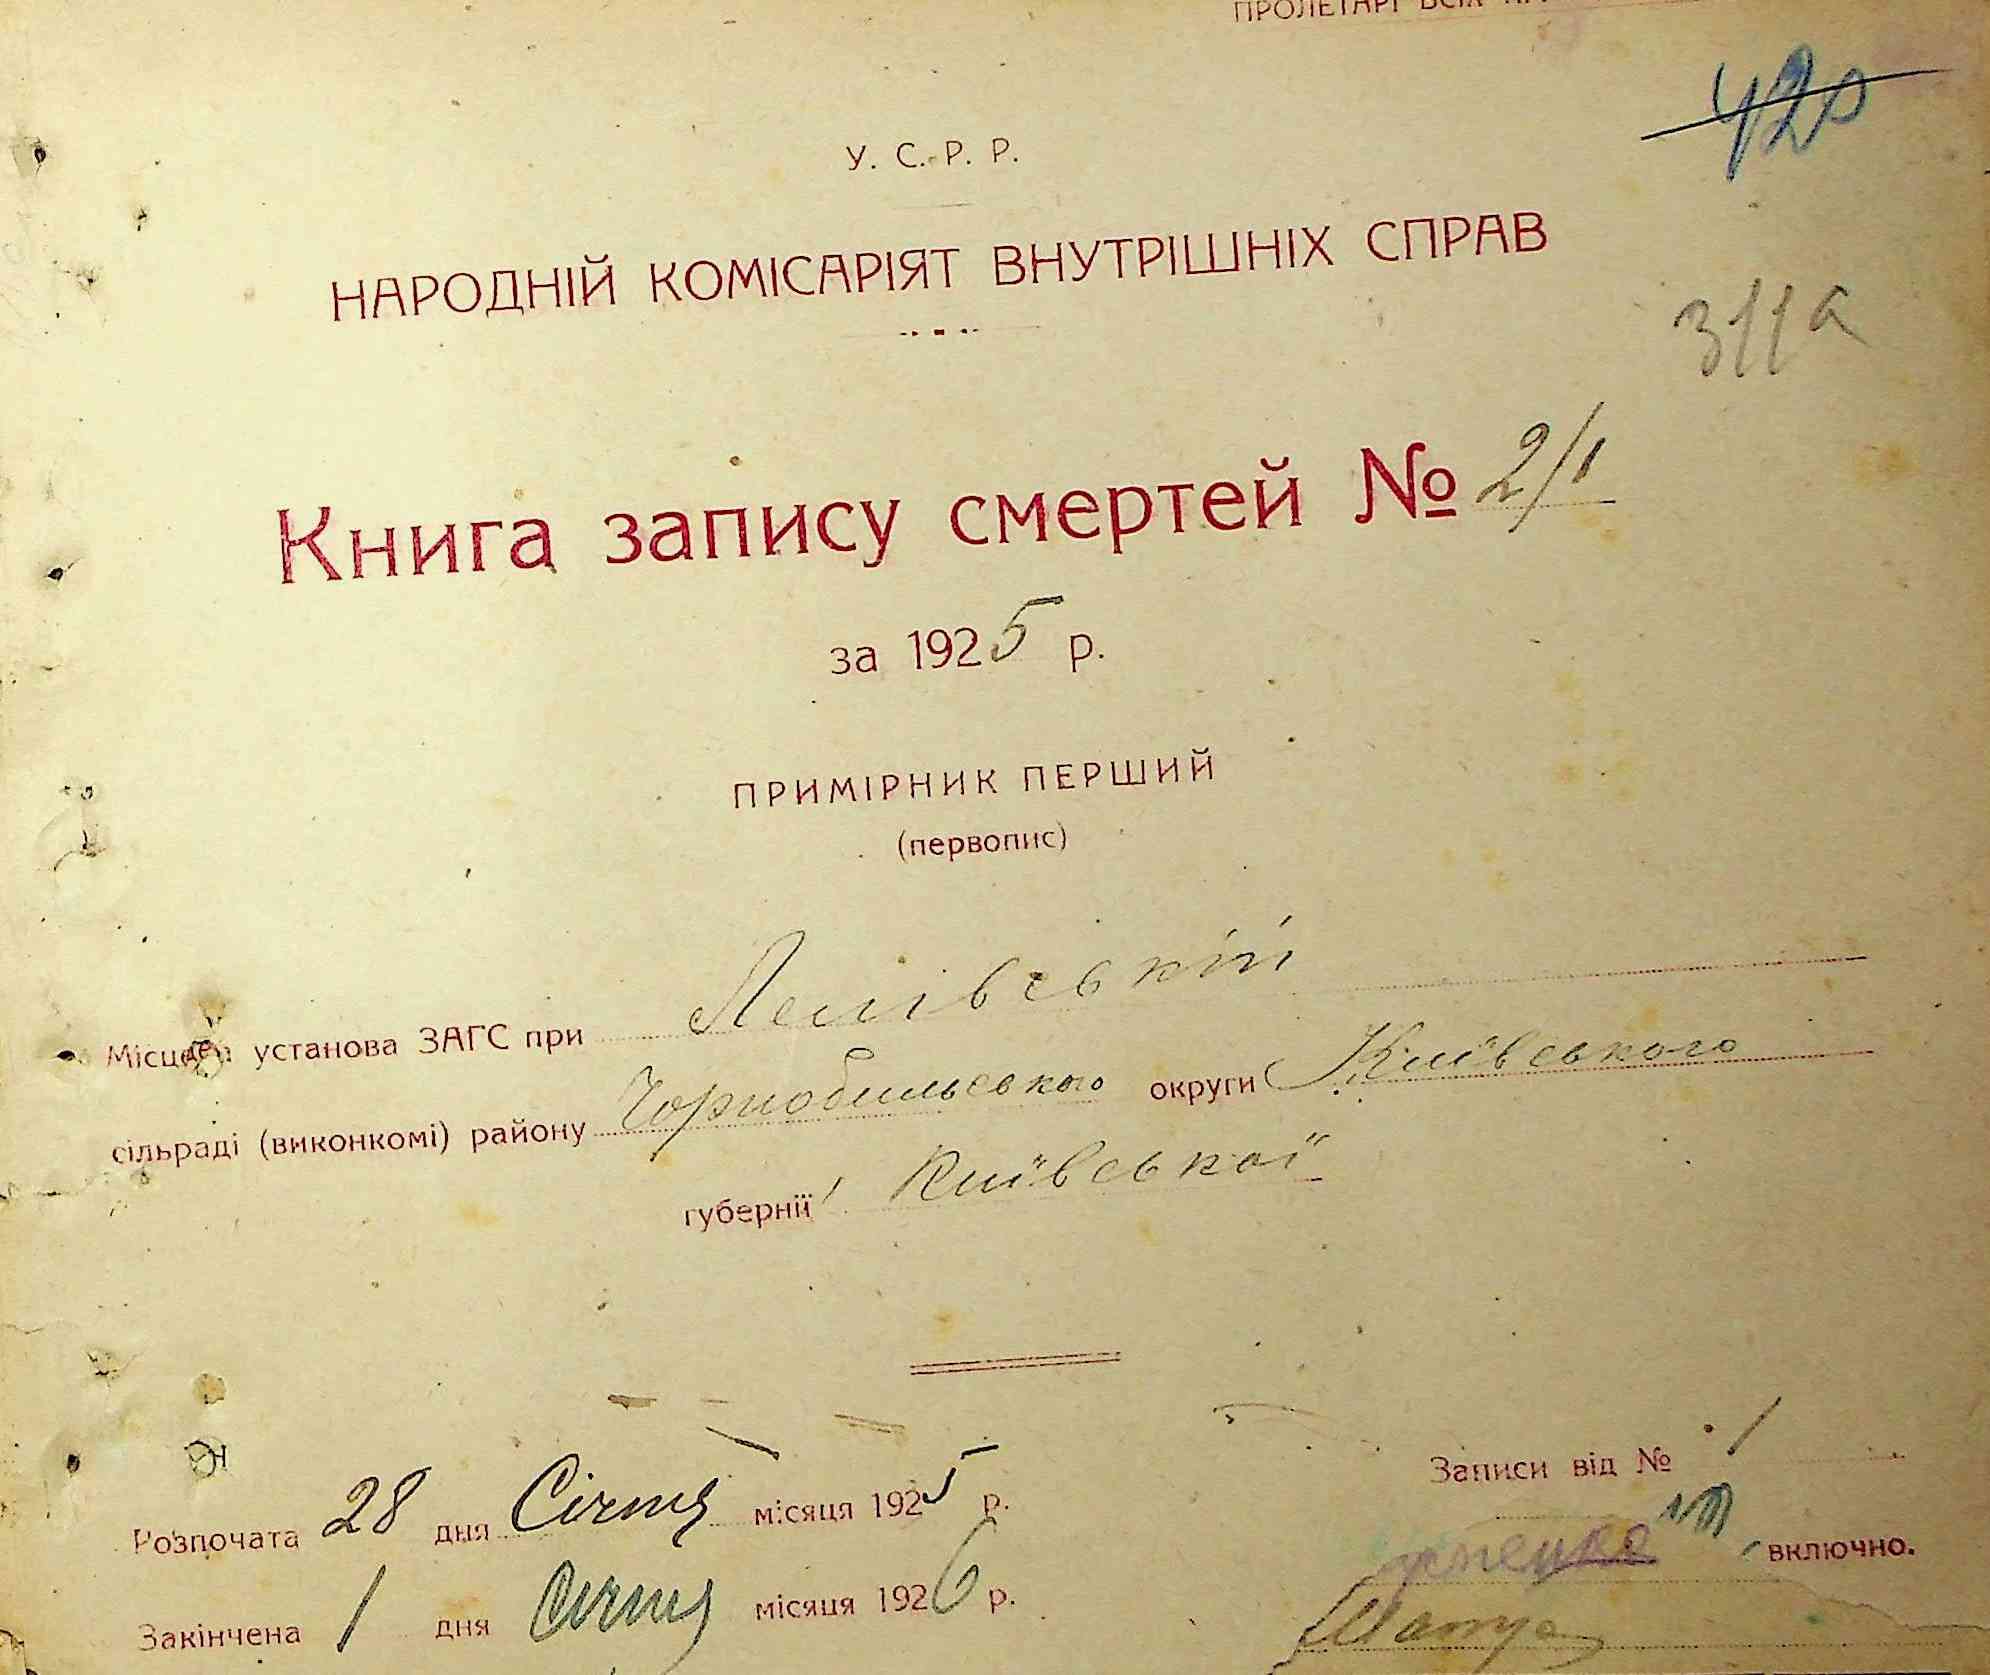 ПРОЛЕТАРІ ВСІХ
420
У. С. Р. Р.
НАРОДНІЙ КОМІСАРІЯТ ВНУТРІШНІХ СПРАВ
311а
Книга запису смертей № 2/1
за 1925 р.
ПРИМІРНИК ПЕРШИЙ
(первопис)
установа ЗАГС при Лелівській
сільраді (виконкомі) району Чорнобильського округи Київського
губернії Київської
Записи від № 1
Розпочата 28 дня Січня місяця 1925 р.
включно.
Закінчена 1 дня Січня місяця 1926 р.